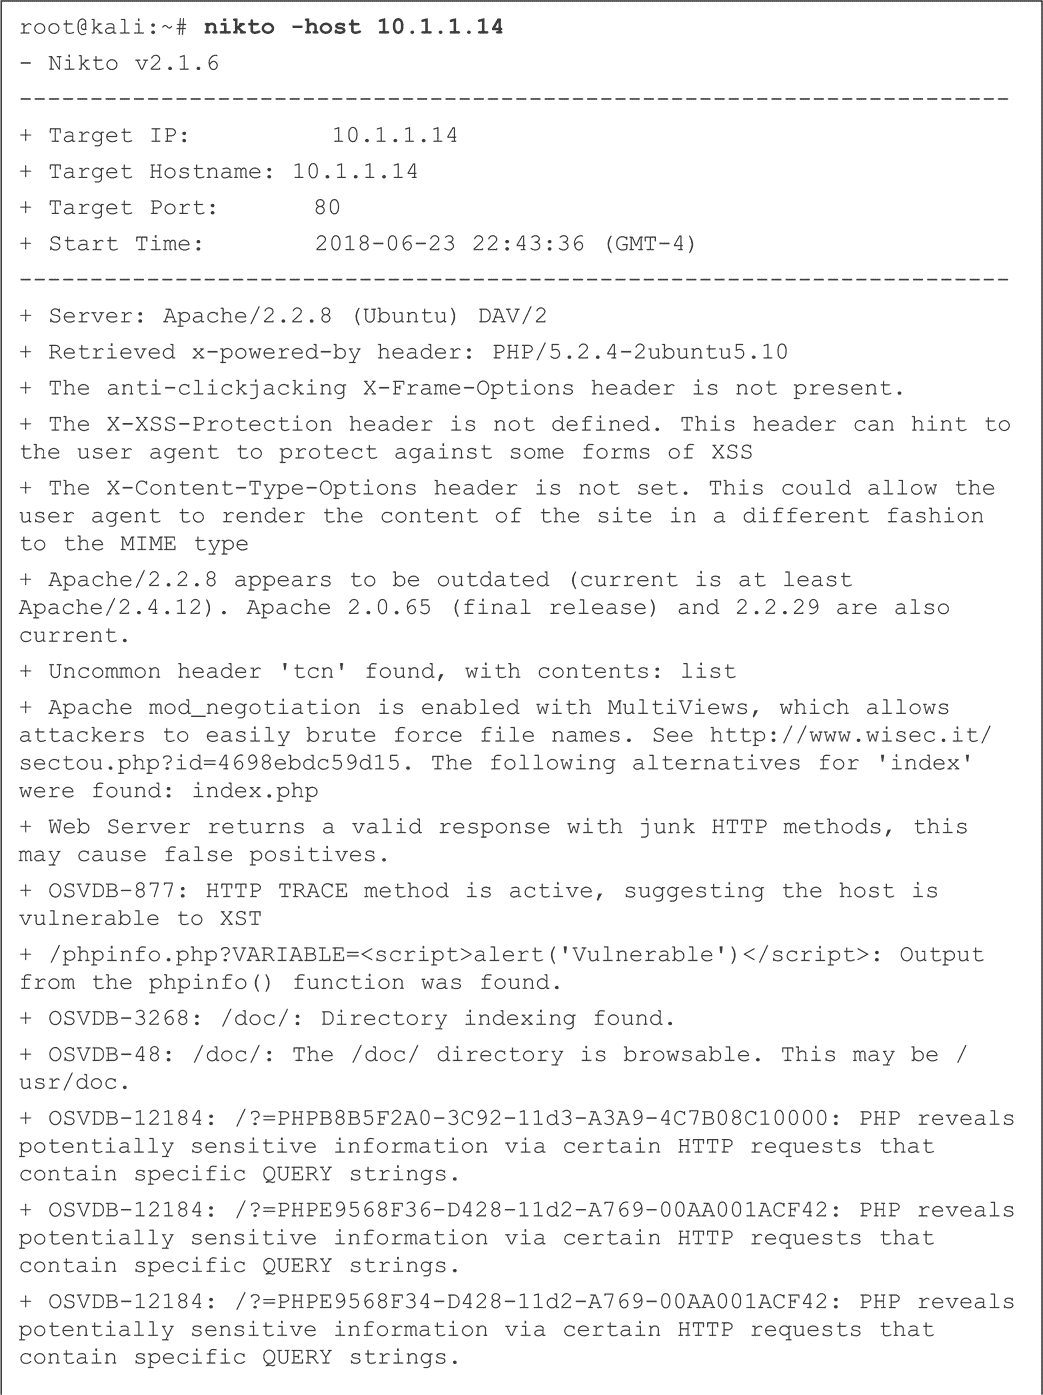 root@kali:~# nikto -host 10.1.1.14
- Nikto v2.1.6
---------------------------------------------------------------------
+ Target IP:          10.1.1.14
+ Target Hostname: 10.1.1.14
+ Target Port:       80
+ Start Time:        2018-06-23 22:43:36 (GMT-4)
---------------------------------------------------------------------
+ Server: Apache/2.2.8 (Ubuntu) DAV/2
+ Retrieved x-powered-by header: PHP/5.2.4-2ubuntu5.10
+ The anti-clickjacking X-Frame-Options header is not present.
+ The X-XSS-Protection header is not defined. This header can hint to
the user agent to protect against some forms of XSS
+ The X-Content-Type-Options header is not set. This could allow the
user agent to render the content of the site in a different fashion
to the MIME type
+ Apache/2.2.8 appears to be outdated (current is at least
Apache/2.4.12). Apache 2.0.65 (final release) and 2.2.29 are also
current.
+ Uncommon header 'tcn' found, with contents: list
+ Apache mod_negotiation is enabled with MultiViews, which allows
attackers to easily brute force file names. See http://www.wisec.it/
sectou.php?id=4698ebdc59d15. The following alternatives for 'index'
were found: index.php
+ Web Server returns a valid response with junk HTTP methods, this
may cause false positives.
+ OSVDB-877: HTTP TRACE method is active, suggesting the host is
vulnerable to XST
+ /phpinfo.php?VARIABLE=<script>alert('Vulnerable')</script>: Output
from the phpinfo() function was found.
+ OSVDB-3268: /doc/: Directory indexing found.
+ OSVDB-48: /doc/: The /doc/ directory is browsable. This may be /
usr/doc.
+ OSVDB-12184: /?=PHPB8B5F2A0-3C92-11d3-A3A9-4C7B08C10000: PHP reveals
potentially sensitive information via certain HTTP requests that
contain specific QUERY strings.
+ OSVDB-12184: /?=PHPE9568F36-D428-11d2-A769-00AA001ACF42: PHP reveals
potentially sensitive information via certain HTTP requests that
contain specific QUERY strings.
+ OSVDB-12184: /?=PHPE9568F34-D428-11d2-A769-00AA001ACF42: PHP reveals
potentially sensitive information via certain HTTP requests that
contain specific QUERY strings.